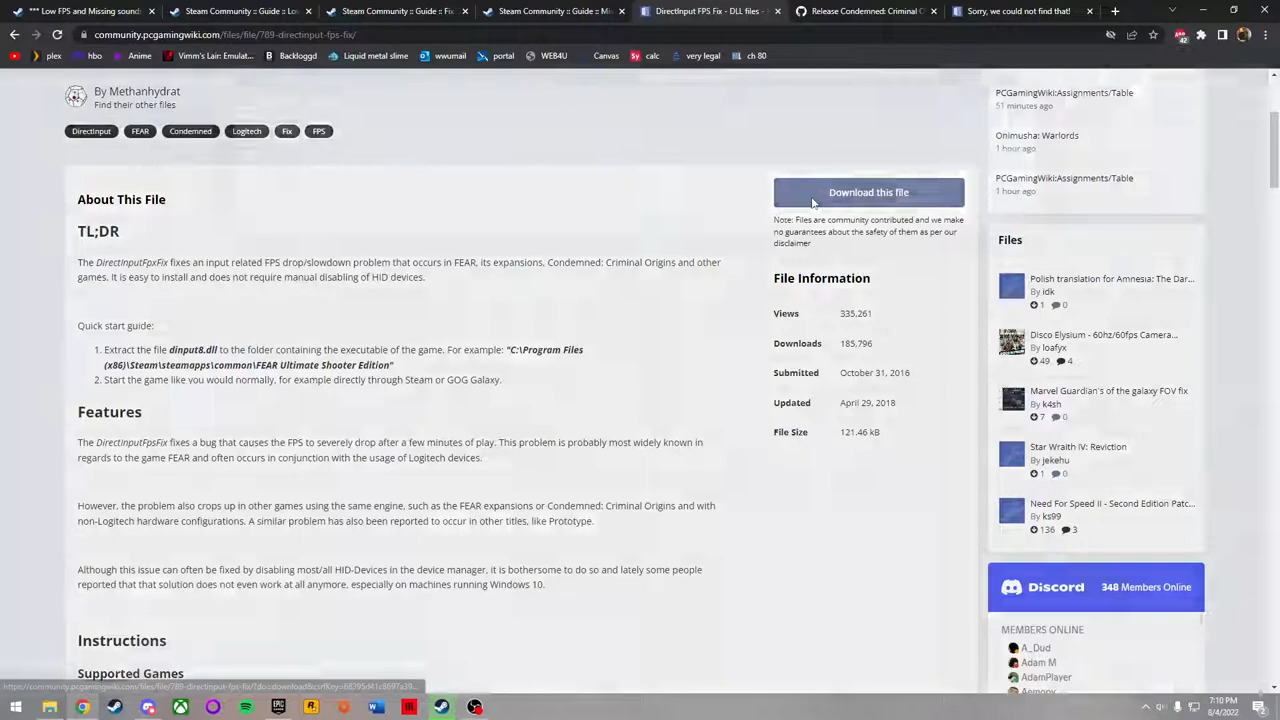 *** Low FPS and Missing sounds
Steam Community :: Guide :: Lo
Steam Community :: Guide :: Fix
Steam Community :: Guide :: Mi
DirectInput FPS Fix - DLL files -
Release Condemned: Criminal O
Sorry, we could not find that!
community.pcgamingwiki.com/files/file/789-directinput-fps-fix/
42
plex
hbo
Anime
Vimm's Lair: Emulat...
Backloggd
Liquid metal slime
wwumail
portal
WEB4U
Canvas
Sy calc
very legal
ch 80
By Methanhydrat
Find their other files
DirectInput
FEAR
Condemned
Logitech
Fix
FPS
About This File
TL;DR
The DirectInputFpxFix fixes an input related FPS drop/slowdown problem that occurs in FEAR, its expansions, Condemned: Criminal Origins and other
games. It is easy to install and does not require manual disabling of HID devices.
Quick start guide:
1. Extract the file dinput8.dll to the folder containing the executable of the game. For example: "C:\Program Files
(x86)\Steam\steamapps\common\FEAR Ultimate Shooter Edition"
2. Start the game like you would normally, for example directly through Steam or GOG Galaxy.
Features
The DirectInputFpsFix fixes a bug that causes the FPS to severely drop after a few minutes of play. This problem is probably most widely known in
regards to the game FEAR and often occurs in conjunction with the usage of Logitech devices.
However, the problem also crops up in other games using the same engine, such as the FEAR expansions or Condemned: Criminal Origins and with
non-Logitech hardware configurations. A similar problem has also been reported to occur in other titles, like Prototype.
Although this issue can often be fixed by disabling most/all HID-Devices in the device manager, it is bothersome to do so and lately some people
reported that that solution does not even work at all anymore, especially on machines running Windows 10.
Instructions
Supported Games
Download this file
Note: Files are community contributed and we make
no guarantees about the safety of them as per our
disclaimer
File Information
Views 335,261
Downloads 185,796
Submitted October 31, 2016
Updated April 29, 2018
File Size 121.46 kB
PCGamingWiki:Assignments/Table
51 minutes ago
Onimusha: Warlords
1 hour ago
PCGamingWiki:Assignments/Table
1 hour ago
Files
Polish translation for Amnesia: The Dar...
By idk
1 0
Disco Elysium - 60hz/60fps Camera...
By loafyx
49 4
Marvel Guardian's of the galaxy FOV fix
By k4sh
7 0
Star Wraith IV: Reviction
By jekehu
1 0
Need For Speed II - Second Edition Patc...
By ks99
136 3
Discord 348 Members Online
MEMBERS ONLINE
A_Dud
Adam M
AdamPlayer
Aemony
7:10 PM
8/4/2022
2